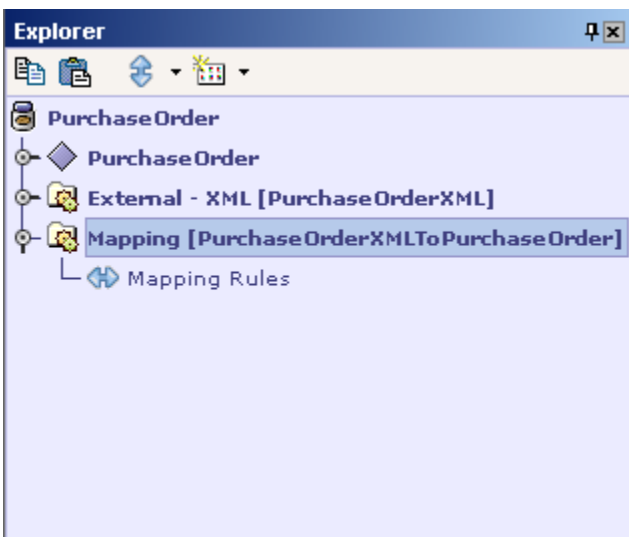 Explorer
PurchaseOrder
PurchaseOrder
External - XML [PurchaseOrderXML]
Mapping [PurchaseOrderXMLToPurchaseOrder]
Mapping Rules